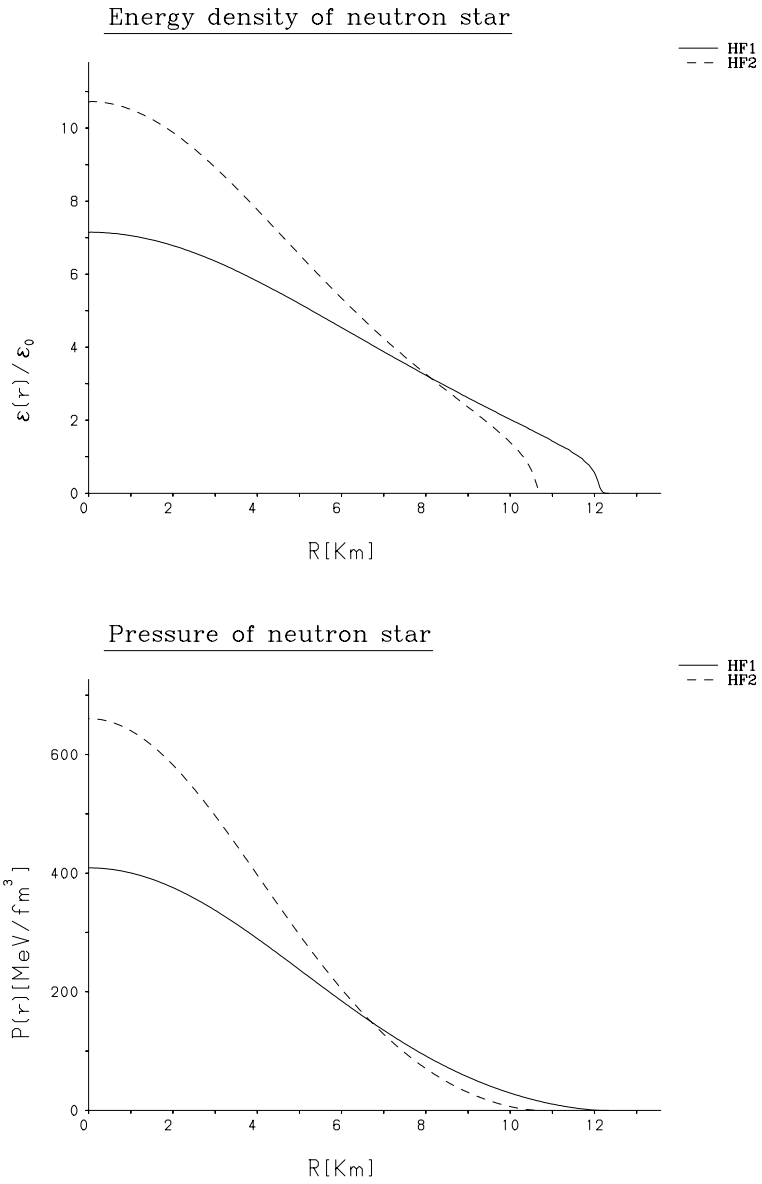 Energy density of neutron star
HF1
HF2
10
8
6
4
2
0
ε(r)/ε₀
0 2 4 6 8 10 12
R[Km]
Pressure of neutron star
HF1
HF2
600
400
200
0
P(r)[MeV/fm³]
0 2 4 6 8 10 12
R[Km]